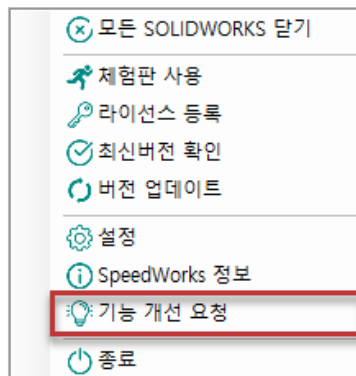 모든 SOLIDWORKS 닫기
체험판 사용
라이선스 등록
최신버전 확인
버전 업데이트
설정
SpeedWorks 정보
기능 개선 요청
종료